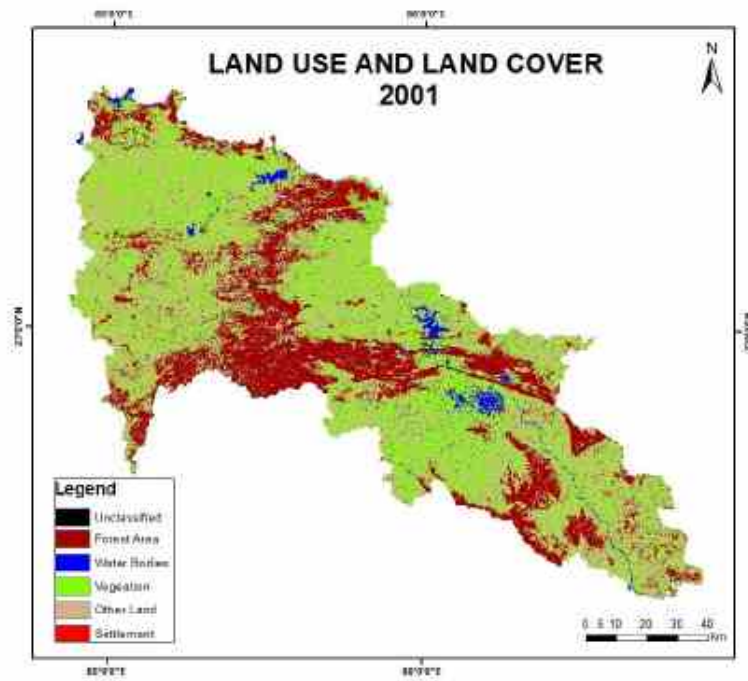 LAND USE AND LAND COVER
2001
N
Legend
Unclassified
Forest Area
Water Bodies
Vegeation
Other Land
Settlement
0 5 10 20 30 40
Km